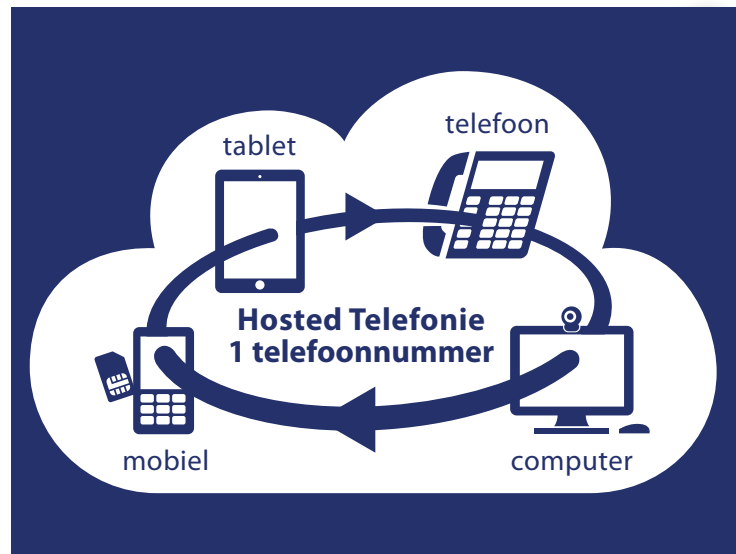 telefoon
tablet
Hosted Telefonie
1 telefoonnummer
mobiel
computer